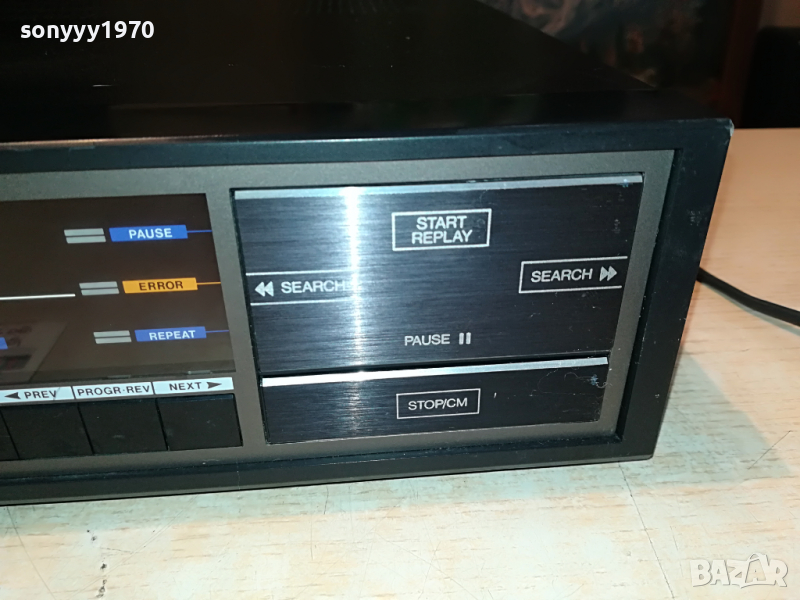 sonyyy1970
PAUSE
ERROR
REPEAT
◄ PREV
PROGR·REV
NEXT ►
START
REPLAY
◄◄ SEARCH
SEARCH ►►
PAUSE II
STOP/CM
BAZAR